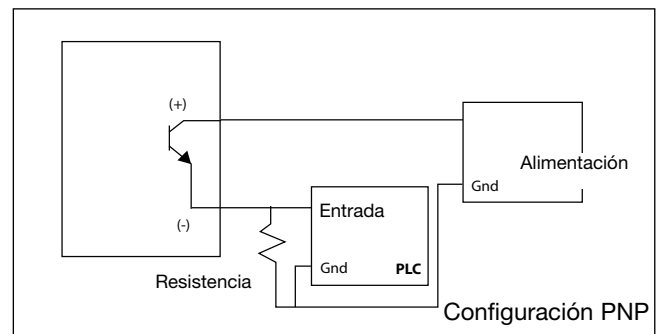 (+)
Alimentación
Gnd
Entrada
(-)
Gnd PLC
Resistencia
Configuración PNP